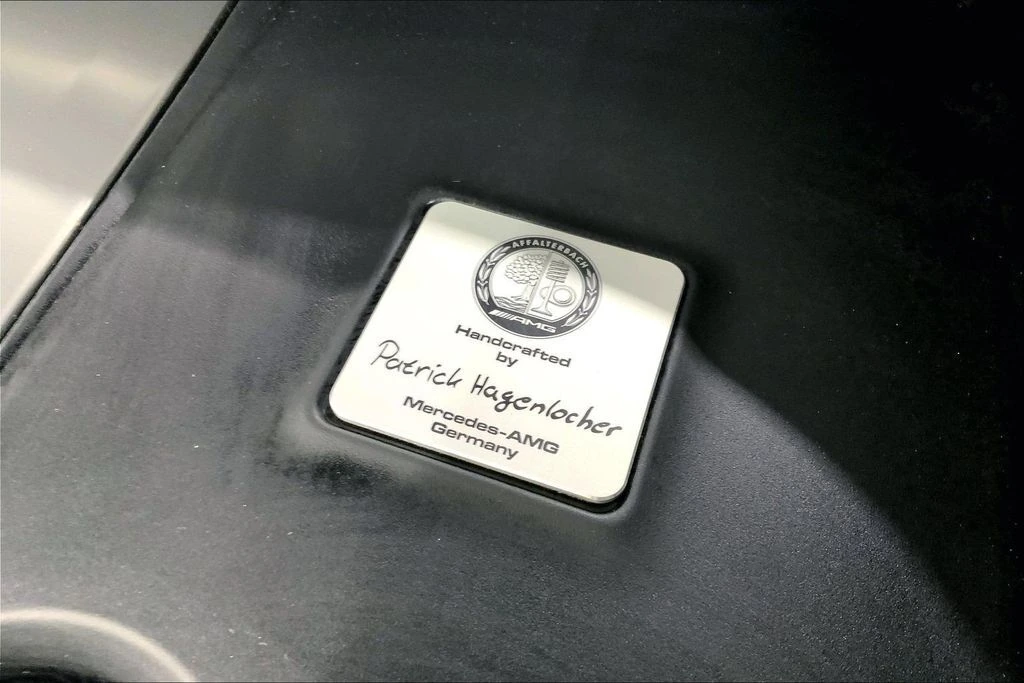 AFFALTERBACH
AMG
Handcrafted
by
Patrick Hagenlocher
Mercedes-AMG
Germany